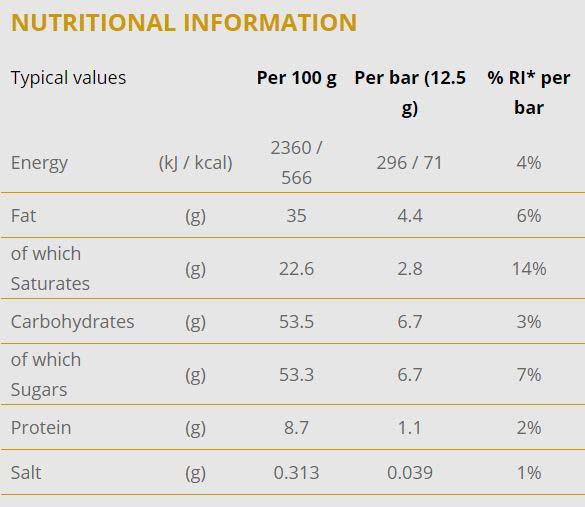 NUTRITIONAL INFORMATION
Typical values Per 100 g Per bar (12.5 g) % RI* per bar
Energy (kJ / kcal) 2360 / 566 296 / 71 4%
Fat (g) 35 4.4 6%
of which Saturates (g) 22.6 2.8 14%
Carbohydrates (g) 53.5 6.7 3%
of which Sugars (g) 53.3 6.7 7%
Protein (g) 8.7 1.1 2%
Salt (g) 0.313 0.039 1%